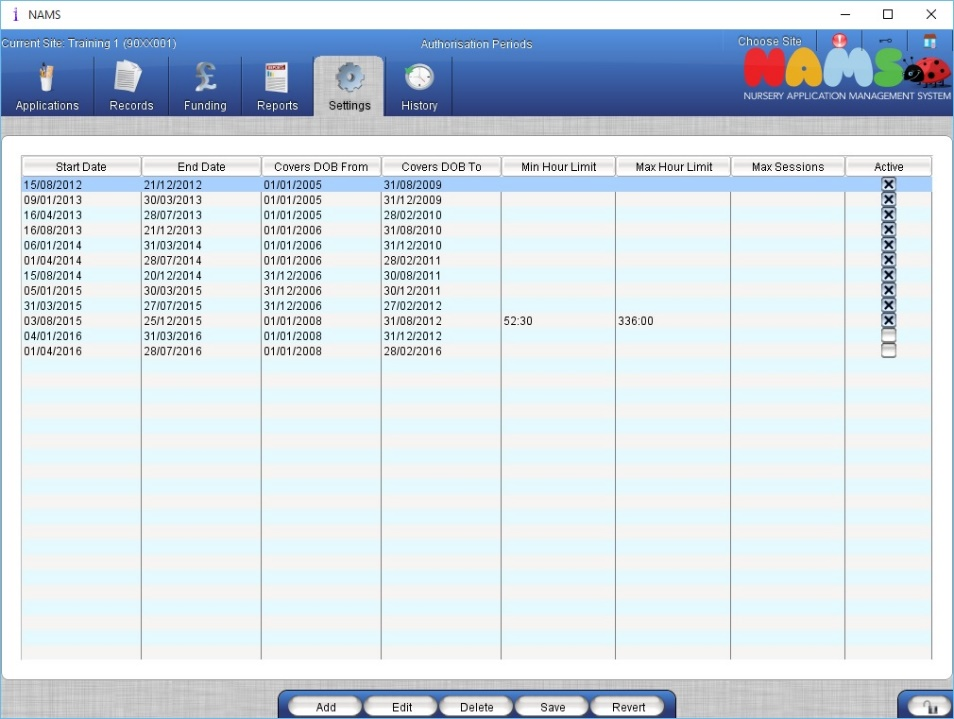 NAMS
Current Site: Training 1 (90XX001) Authorisation Periods Choose Site
NAMS
NURSERY APPLICATION MANAGEMENT SYSTEM
Applications Records Funding Reports Settings History
Start Date End Date Covers DOB From Covers DOB To Min Hour Limit Max Hour Limit Max Sessions Active
15/08/2012 21/12/2012 01/01/2005 31/08/2009
09/01/2013 30/03/2013 01/01/2005 31/12/2009
16/04/2013 28/07/2013 01/01/2005 28/02/2010
16/08/2013 21/12/2013 01/01/2006 31/08/2010
06/01/2014 31/03/2014 01/01/2006 31/12/2010
01/04/2014 28/07/2014 01/01/2006 28/02/2011
15/08/2014 20/12/2014 31/12/2006 30/08/2011
05/01/2015 30/03/2015 31/12/2006 30/12/2011
31/03/2015 27/07/2015 31/12/2006 27/02/2012
03/08/2015 25/12/2015 01/01/2008 31/08/2012 52:30 336:00
04/01/2016 31/03/2016 01/01/2008 31/12/2012
01/04/2016 28/07/2016 01/01/2008 28/02/2016
Add Edit Delete Save Revert